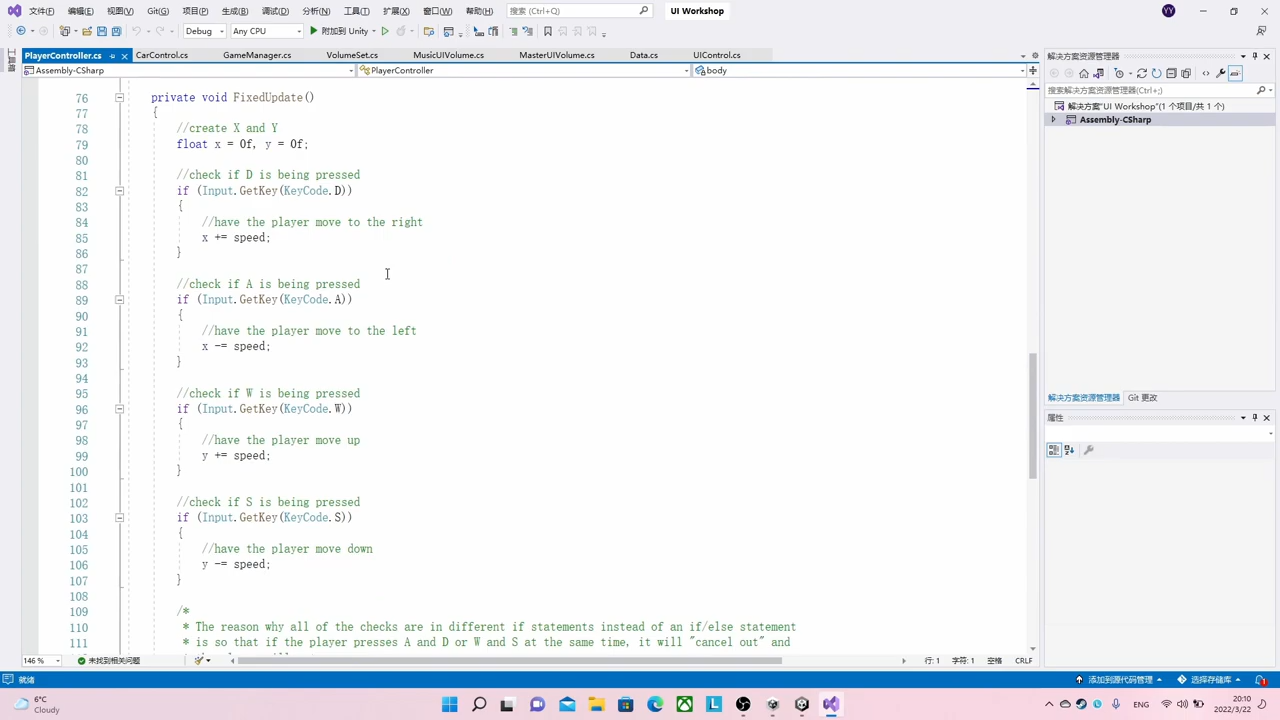 文件(F) 编辑(E) 视图(V) Git(G) 项目(P) 生成(B) 调试(D) 分析(N) 工具(T) 扩展(X) 窗口(W) 帮助(H) 搜索 (Ctrl+Q) UI Workshop YY
Debug Any CPU 附加到 Unity
PlayerController.cs CarControl.cs GameManager.cs VolumeSet.cs MusicUIVolume.cs MasterUIVolume.cs Data.cs UIControl.cs
Assembly-CSharp PlayerController body
76 private void FixedUpdate()
77 {
78 //create X and Y
79 float x = 0f, y = 0f;
80
81 //check if D is being pressed
82 if (Input.GetKey(KeyCode.D))
83 {
84 //have the player move to the right
85 x += speed;
86 }
87
88 //check if A is being pressed
89 if (Input.GetKey(KeyCode.A))
90 {
91 //have the player move to the left
92 x -= speed;
93 }
94
95 //check if W is being pressed
96 if (Input.GetKey(KeyCode.W))
97 {
98 //have the player move up
99 y += speed;
100 }
101
102 //check if S is being pressed
103 if (Input.GetKey(KeyCode.S))
104 {
105 //have the player move down
106 y -= speed;
107 }
108
109 /*
110 * The reason why all of the checks are in different if statements instead of an if/else statement
111 * is so that if the player presses A and D or W and S at the same time, it will "cancel out" and
146 % 未找到相关问题 行: 1 字符: 1 空格 CRLF
解决方案资源管理器
搜索解决方案资源管理器(Ctrl+;)
解决方案"UI Workshop"(1 个项目/共 1 个)
Assembly-CSharp
解决方案资源管理器 Git 更改
属性
就绪 添加到源代码管理 选择存储库
6°C
Cloudy
ENG
20:10
2022/3/22